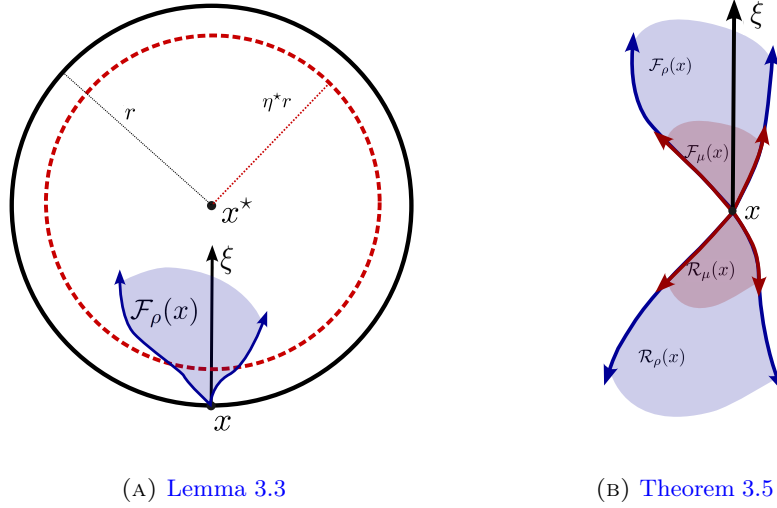 r
η⋆r
x⋆
ξ
𝓕ρ(x)
x
(A) Lemma 3.3
ξ
𝓕ρ(x)
𝓕μ(x)
x
𝓡μ(x)
𝓡ρ(x)
(B) Theorem 3.5